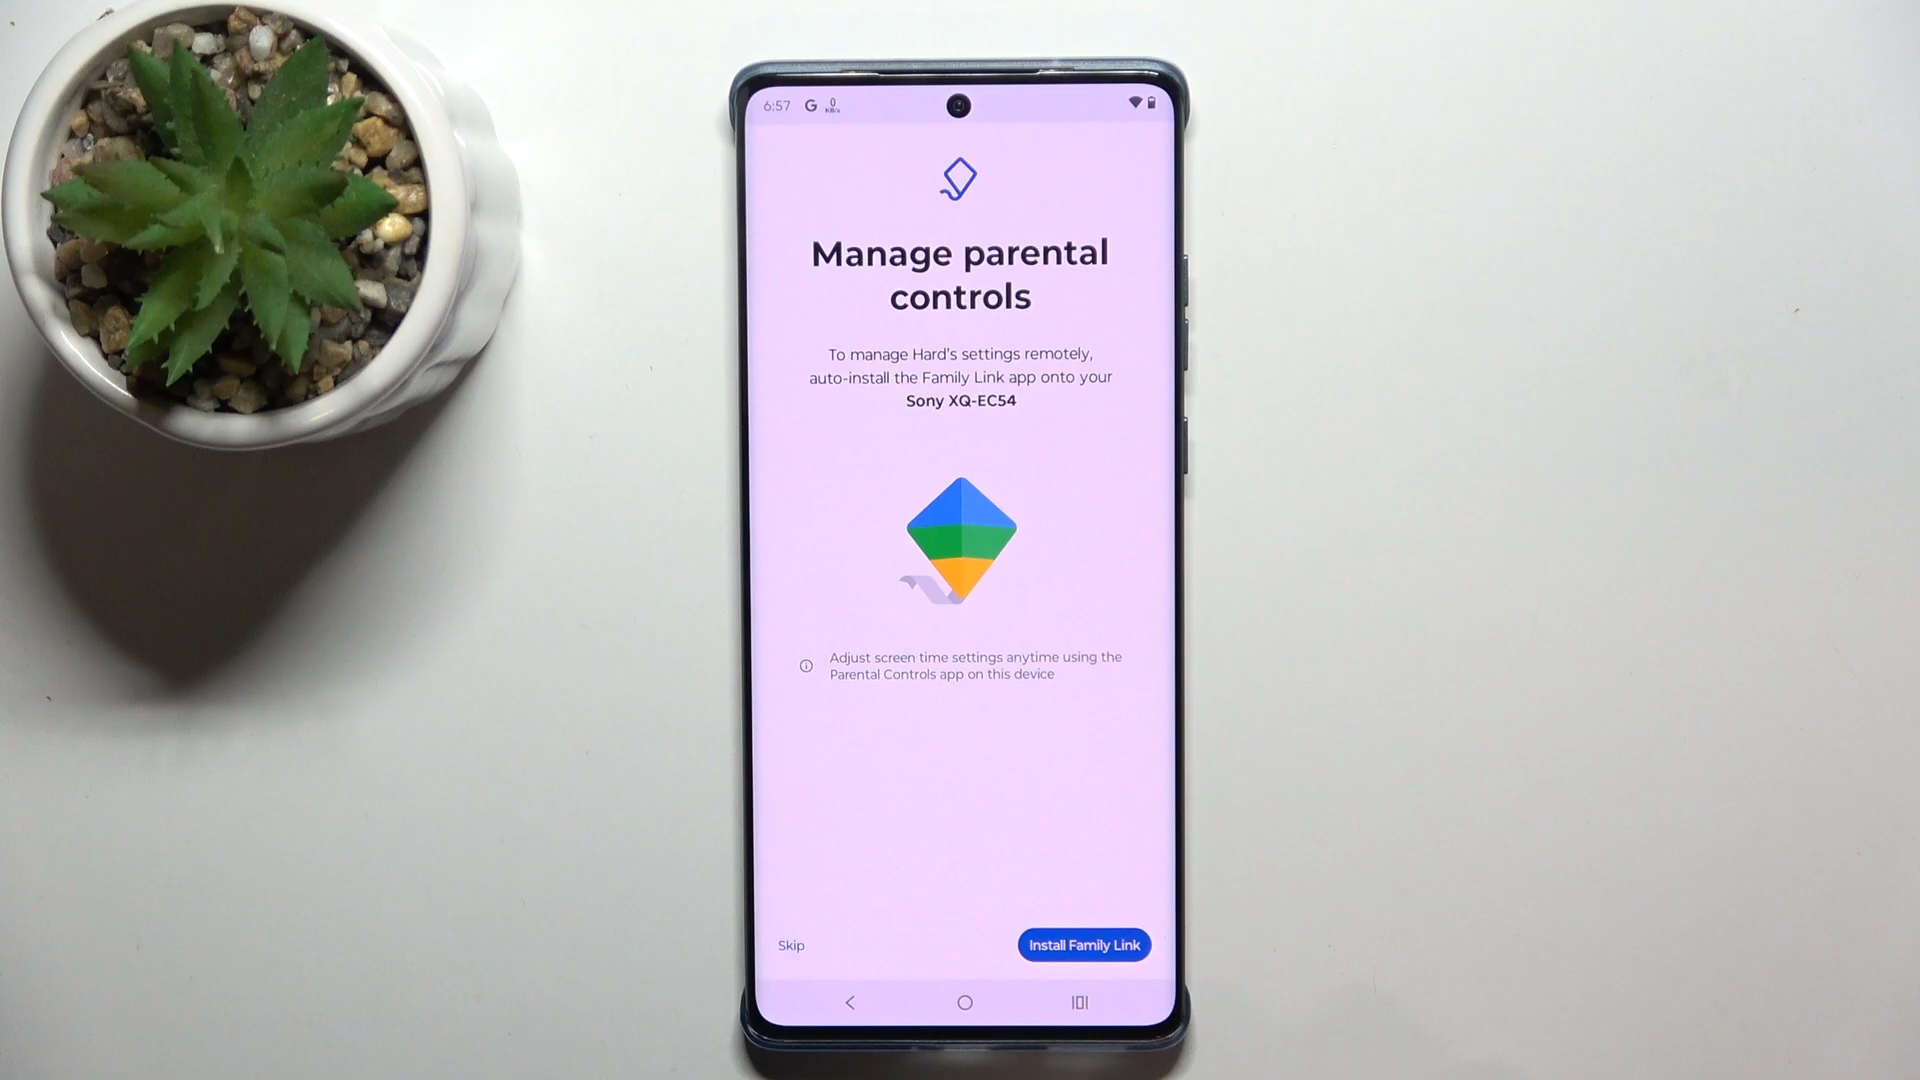 6:57 G 0
KB/s
Manage parental
controls
To manage Hard's settings remotely,
auto-install the Family Link app onto your
Sony XQ-EC54
Adjust screen time settings anytime using the
Parental Controls app on this device
Skip
Install Family Link